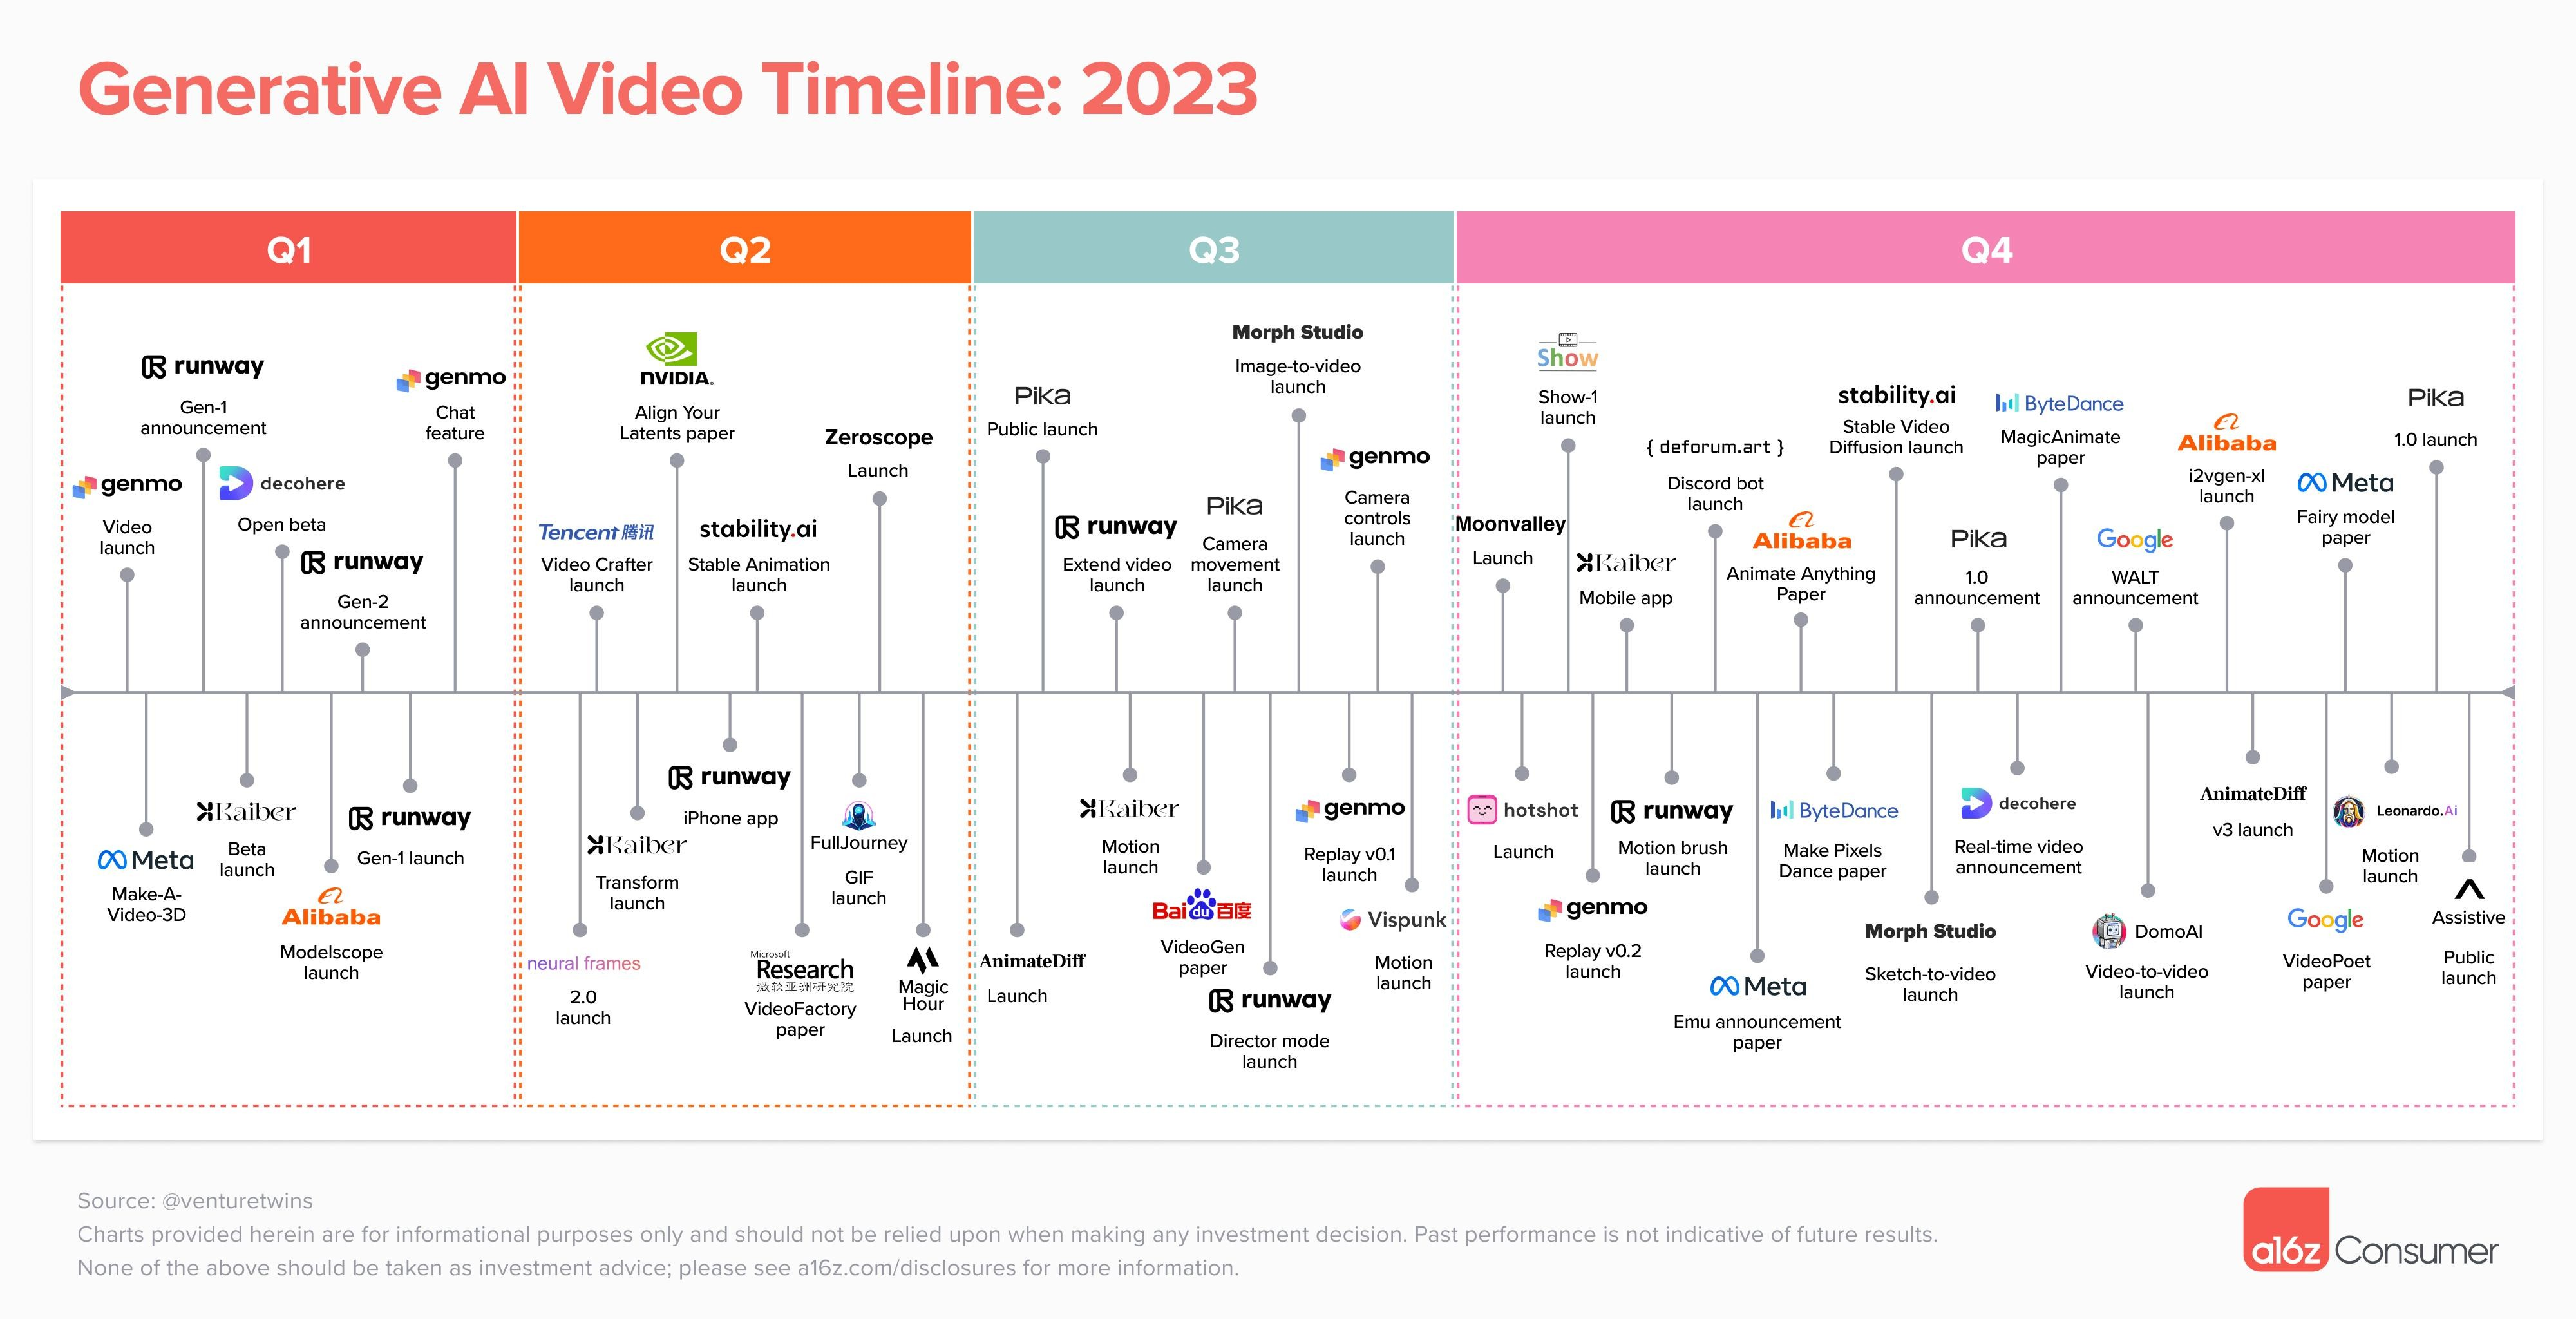 Generative AI Video Timeline: 2023
Q1
Q2
Q3
Q4
runway
Gen-1
announcement
genmo
Chat
feature
genmo
Video
launch
decohere
Open beta
runway
Gen-2
announcement
Meta
Make-A-
Video-3D
Kaiber
Beta
launch
Alibaba
Modelscope
launch
runway
Gen-1 launch
NVIDIA.
Align Your
Latents paper
Zeroscope
Launch
Tencent 腾讯
Video Crafter
launch
stability.ai
Stable Animation
launch
neural frames
2.0
launch
Kaiber
Transform
launch
runway
iPhone app
Microsoft
Research
微软亚洲研究院
VideoFactory
paper
FullJourney
GIF
launch
Magic
Hour
Launch
Morph Studio
Image-to-video
launch
Pika
Public launch
runway
Extend video
launch
Pika
Camera
movement
launch
genmo
Camera
controls
launch
AnimateDiff
Launch
Kaiber
Motion
launch
Bai du 百度
VideoGen
paper
runway
Director mode
launch
genmo
Replay v0.1
launch
Vispunk
Motion
launch
Show
Show-1
launch
Moonvalley
Launch
Kaiber
Mobile app
{ deforum.art }
Discord bot
launch
Alibaba
Animate Anything
Paper
stability.ai
Stable Video
Diffusion launch
Pika
1.0
announcement
ByteDance
MagicAnimate
paper
Google
WALT
announcement
Alibaba
i2vgen-xl
launch
Meta
Fairy model
paper
Pika
1.0 launch
hotshot
Launch
genmo
Replay v0.2
launch
runway
Motion brush
launch
Meta
Emu announcement
paper
ByteDance
Make Pixels
Dance paper
Morph Studio
Sketch-to-video
launch
decohere
Real-time video
announcement
DomoAI
Video-to-video
launch
AnimateDiff
v3 launch
Google
VideoPoet
paper
Leonardo.Ai
Motion
launch
Assistive
Public
launch
Source: @venturetwins
Charts provided herein are for informational purposes only and should not be relied upon when making any investment decision. Past performance is not indicative of future results.
None of the above should be taken as investment advice; please see a16z.com/disclosures for more information.
a16z Consumer